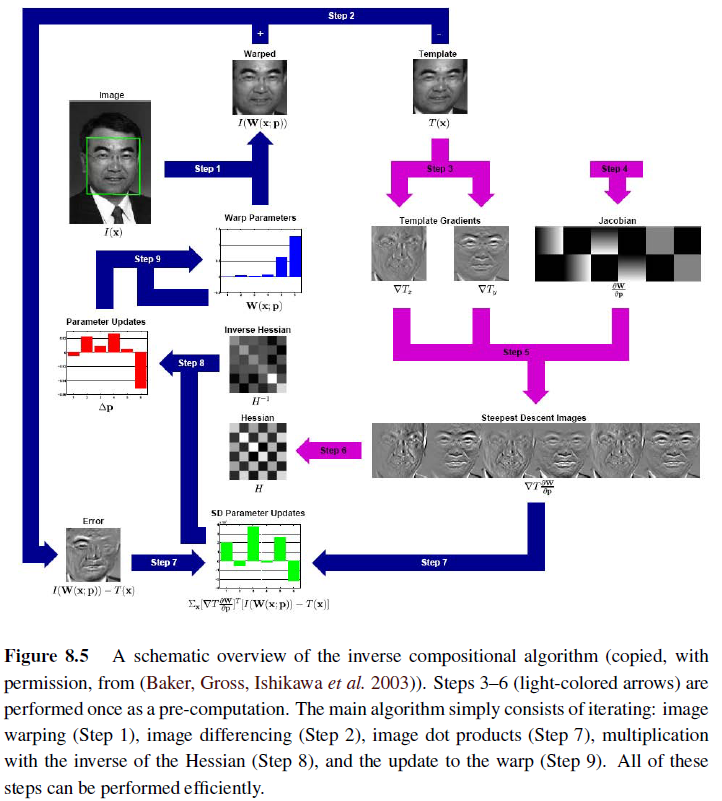 Step 2
+
-
Warped
Template
Image
I(W(x; p))
T(x)
Step 1
Step 3
Step 4
I(x)
Warp Parameters
Template Gradients
Jacobian
Step 9
∇Tx
∇Ty
∂W/∂p
W(x; p)
Parameter Updates
Inverse Hessian
Step 8
Step 5
Δp
H⁻¹
Hessian
Steepest Descent Images
Step 6
H
∇T ∂W/∂p
SD Parameter Updates
Error
Step 7
Step 7
I(W(x; p)) − T(x)
Σx[∇T ∂W/∂p]ᵀ[I(W(x; p)) − T(x)]
Figure 8.5 A schematic overview of the inverse compositional algorithm (copied, with
permission, from (Baker, Gross, Ishikawa et al. 2003)). Steps 3–6 (light-colored arrows) are
performed once as a pre-computation. The main algorithm simply consists of iterating: image
warping (Step 1), image differencing (Step 2), image dot products (Step 7), multiplication
with the inverse of the Hessian (Step 8), and the update to the warp (Step 9). All of these
steps can be performed efficiently.